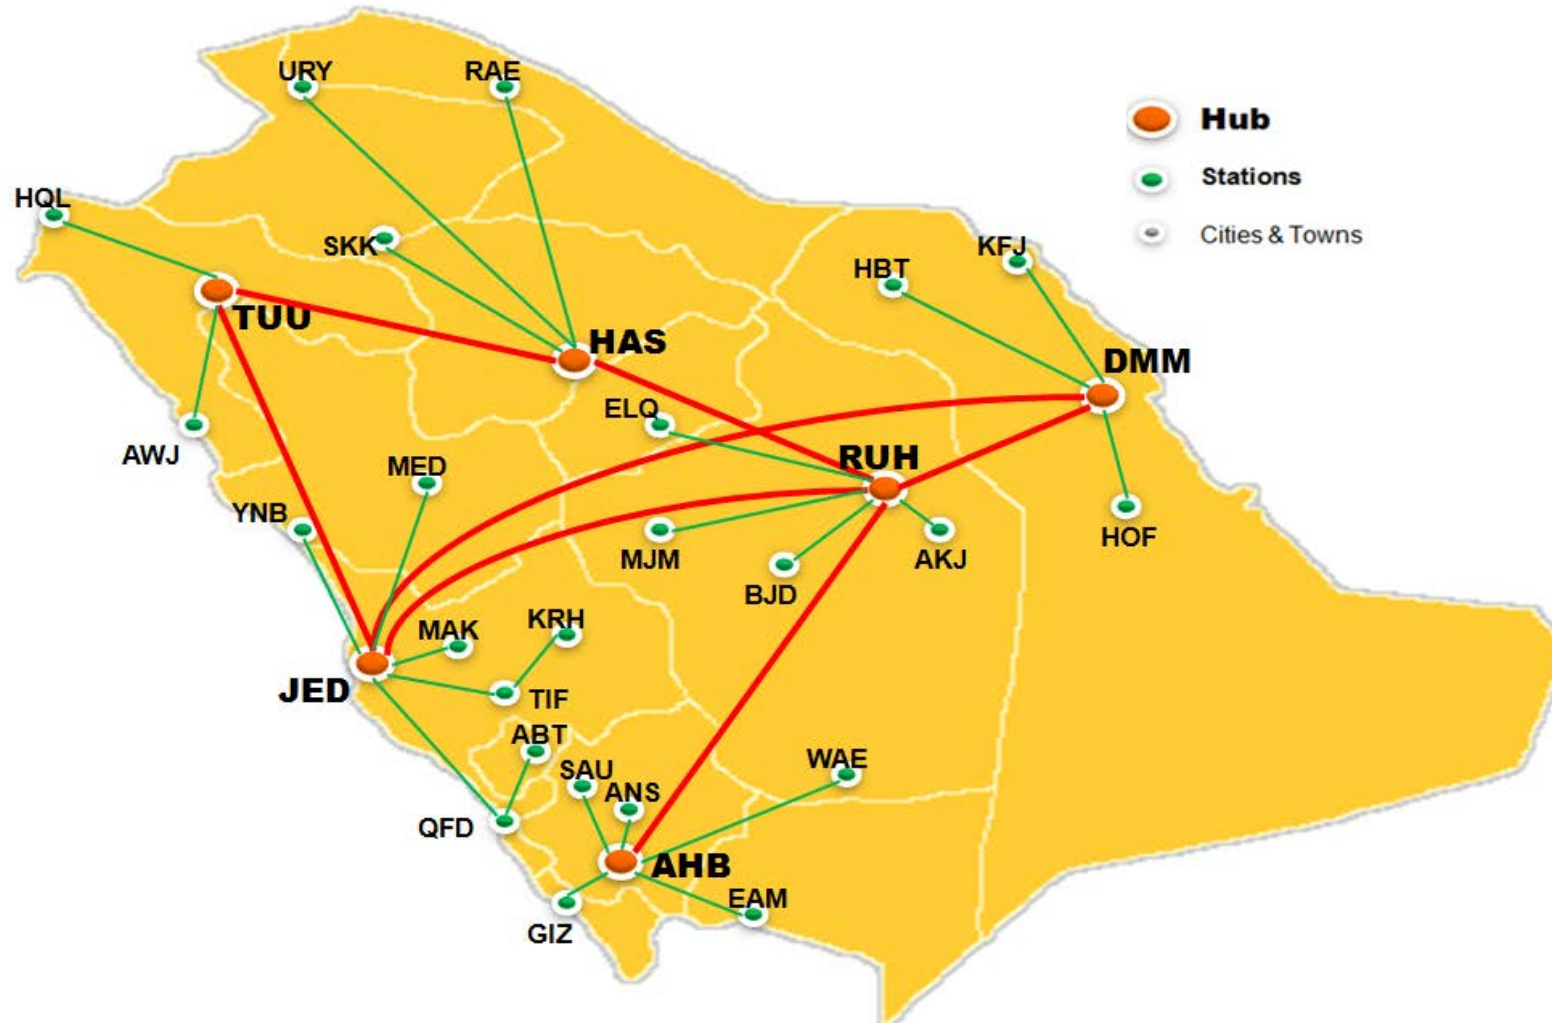 URY
RAE
Hub
Stations
HQL
Cities & Towns
SKK
KFJ
HBT
TUU
HAS
DMM
ELQ
AWJ
MED
RUH
YNB
HOF
MJM
AKJ
BJD
KRH
MAK
JED
TIF
ABT
WAE
SAU
ANS
QFD
AHB
EAM
GIZ